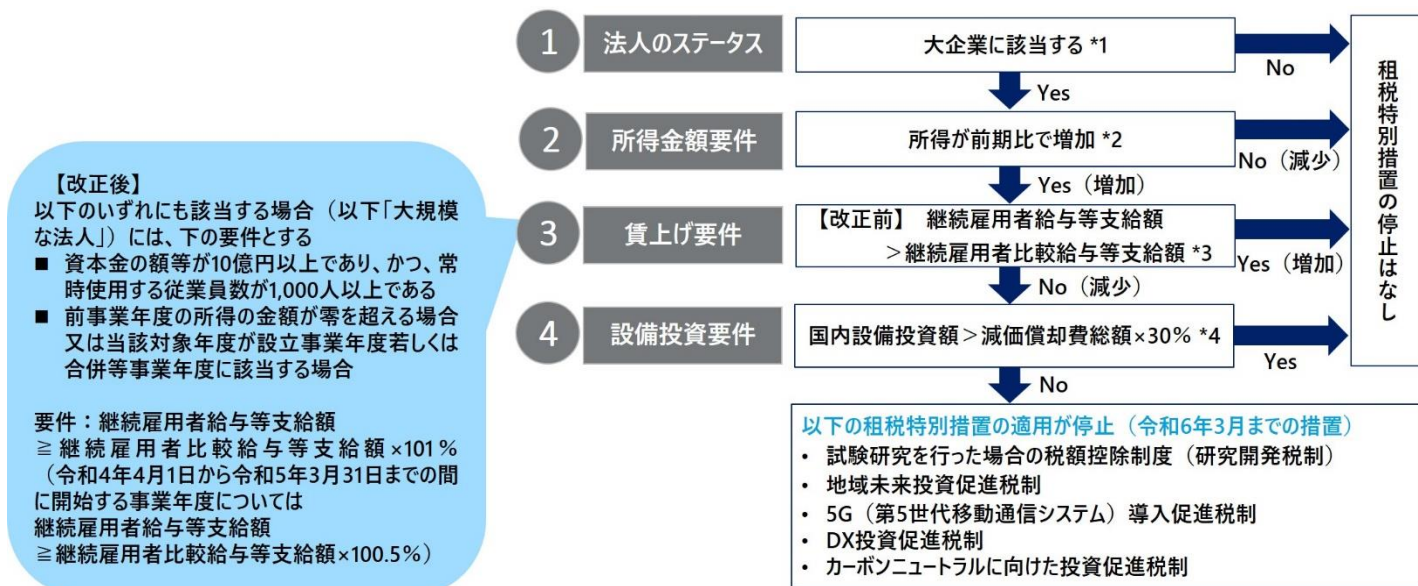 1
法人のステータス
大企業に該当する *1
No
Yes
2
所得金額要件
所得が前期比で増加 *2
No（減少）
Yes（増加）
3
賃上げ要件
【改正前】 継続雇用者給与等支給額
＞継続雇用者比較給与等支給額 *3
Yes（増加）
No（減少）
4
設備投資要件
国内設備投資額＞減価償却費総額×30% *4
Yes
No
租税特別措置の停止はなし
【改正後】
以下のいずれにも該当する場合（以下「大規模
な法人」）には、下の要件とする
■ 資本金の額等が10億円以上であり、かつ、常
時使用する従業員数が1,000人以上である
■ 前事業年度の所得の金額が零を超える場合
又は当該対象年度が設立事業年度若しくは
合併等事業年度に該当する場合
要件：継続雇用者給与等支給額
≧継続雇用者比較給与等支給額×101%
（令和4年4月1日から令和5年3月31日までの間
に開始する事業年度については
継続雇用者給与等支給額
≧継続雇用者比較給与等支給額×100.5%）
以下の租税特別措置の適用が停止（令和6年3月までの措置）
• 試験研究を行った場合の税額控除制度（研究開発税制）
• 地域未来投資促進税制
• 5G（第5世代移動通信システム）導入促進税制
• DX投資促進税制
• カーボンニュートラルに向けた投資促進税制